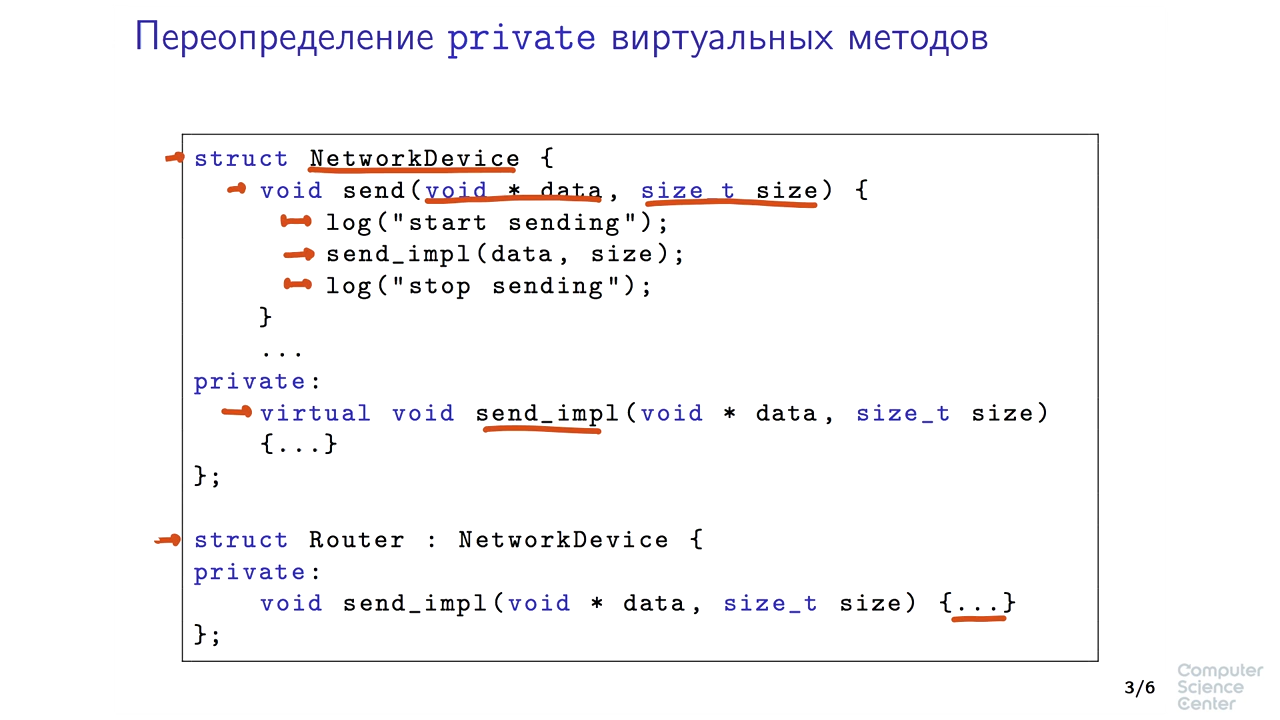 Переопределение private виртуальных методов
struct NetworkDevice {
void send(void * data, size_t size) {
log("start sending");
send_impl(data, size);
log("stop sending");
}
...
private:
virtual void send_impl(void * data, size_t size)
{...}
};
struct Router : NetworkDevice {
private:
void send_impl(void * data, size_t size) {...}
};
3/6
Computer
Science
Center